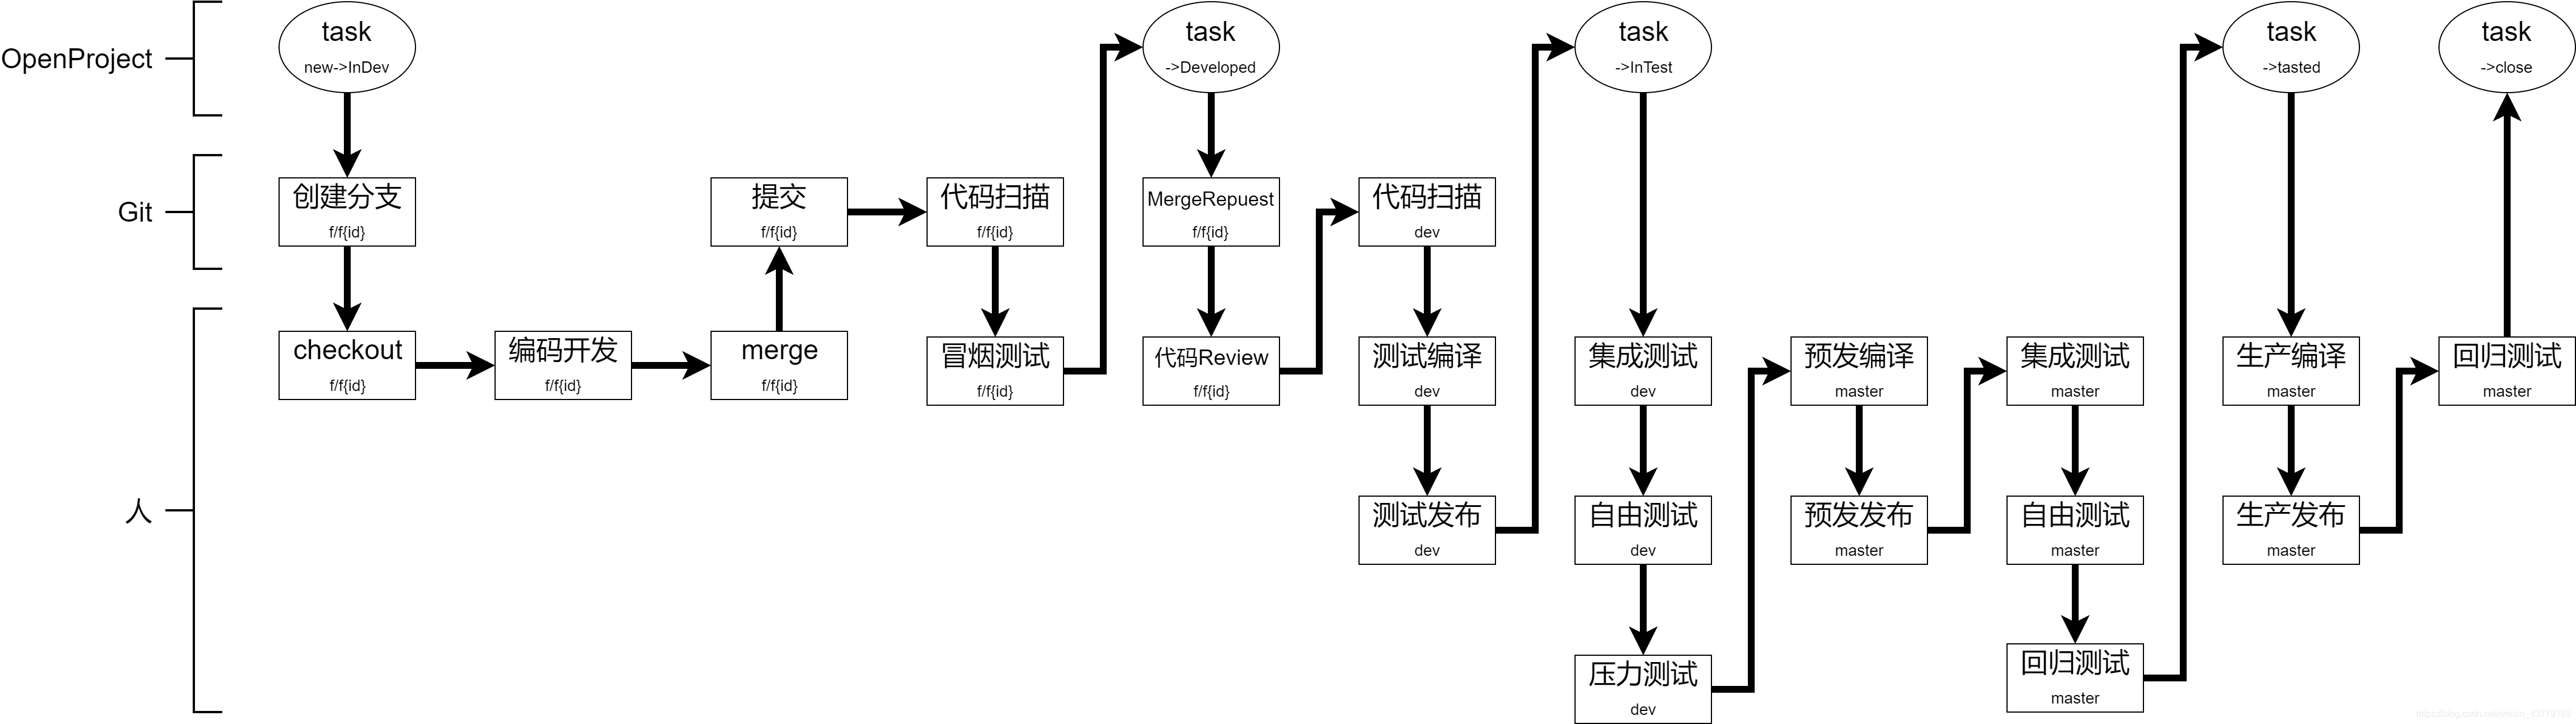 OpenProject
Git
人
task
new->InDev
创建分支
f/f{id}
checkout
f/f{id}
编码开发
f/f{id}
merge
f/f{id}
提交
f/f{id}
代码扫描
f/f{id}
冒烟测试
f/f{id}
task
->Developed
MergeRepuest
f/f{id}
代码Review
f/f{id}
代码扫描
dev
测试编译
dev
测试发布
dev
task
->InTest
集成测试
dev
自由测试
dev
压力测试
dev
预发编译
master
预发发布
master
集成测试
master
自由测试
master
回归测试
master
task
->tasted
生产编译
master
生产发布
master
回归测试
master
task
->close